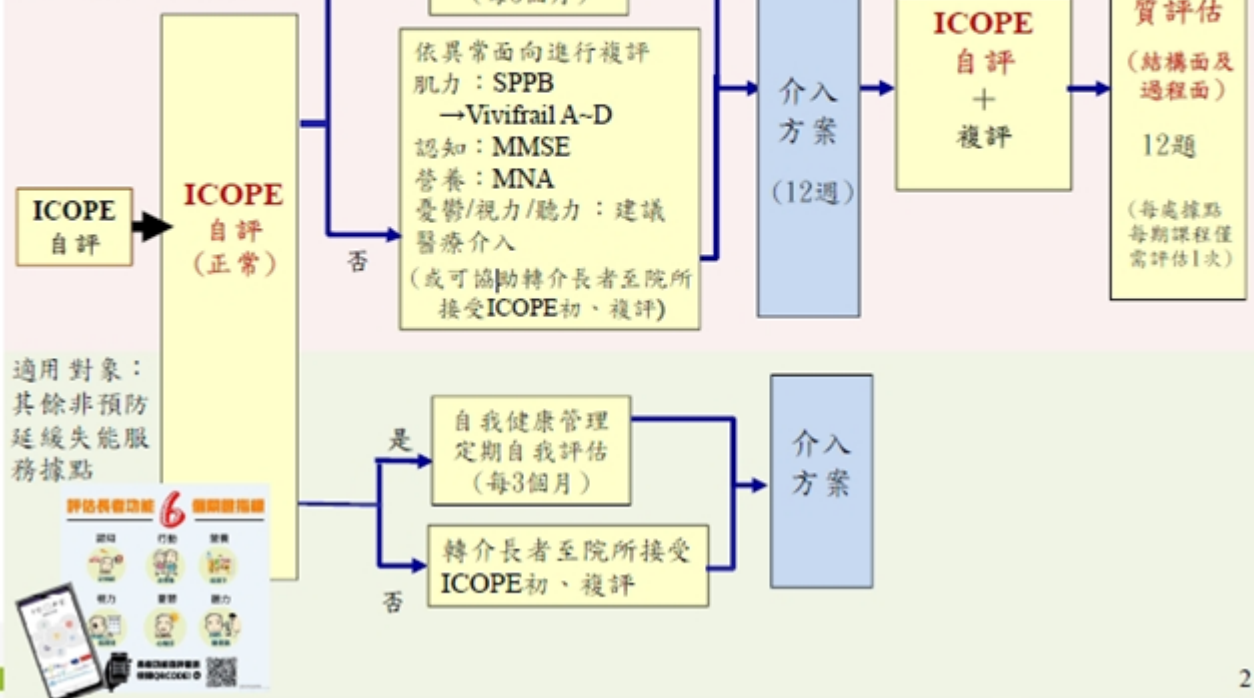 (每3個月)
依異常面向進行複評
肌力：SPPB
→Vivifrail A~D
認知：MMSE
營養：MNA
憂鬱/視力/聽力：建議
醫療介入
(或可協助轉介長者至院所
接受ICOPE初、複評)
介入
方案
(12週)
ICOPE
自評
+
複評
質評估
(結構面及
過程面)
12題
(每處據點
每期課程僅
需評估1次)
ICOPE
自評
ICOPE
自評
(正常)
否
適用對象：
其餘非預防
延緩失能服
務據點
是
自我健康管理
定期自我評估
(每3個月)
否
轉介長者至院所接受
ICOPE初、複評
介入
方案
評估長者功能6個關鍵指標
認知 行動 營養
視力 憂鬱 聽力
2